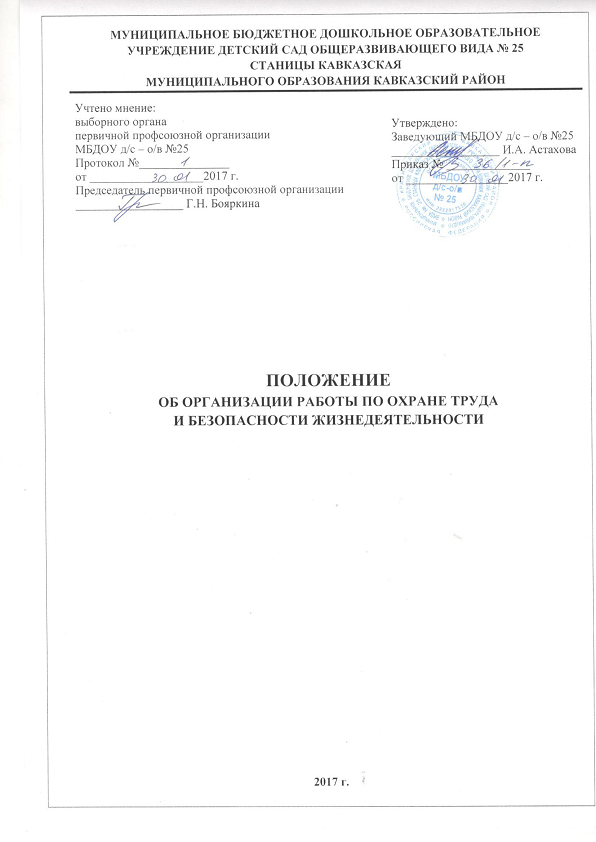 МУНИЦИПАЛЬНОЕ БЮДЖЕТНОЕ ДОШКОЛЬНОЕ ОБРАЗОВАТЕЛЬНОЕ
УЧРЕЖДЕНИЕ ДЕТСКИЙ САД ОБЩЕРАЗВИВАЮЩЕГО ВИДА № 25
СТАНИЦЫ КАВКАЗСКАЯ
МУНИЦИПАЛЬНОГО ОБРАЗОВАНИЯ КАВКАЗСКИЙ РАЙОН
Учтено мнение:
выборного органа
первичной профсоюзной организации
МБДОУ д/с – о/в №25
Протокол № 1
от 30 01 2017 г.
Председатель первичной профсоюзной организации
Г.Н. Бояркина
Утверждено:
Заведующий МБДОУ д/с – о/в №25
И.А. Астахова
Приказ № 36/1-п
от 30 01 2017 г.
МБДОУ
д/с-о/в
№ 25
ПОЛОЖЕНИЕ
ОБ ОРГАНИЗАЦИИ РАБОТЫ ПО ОХРАНЕ ТРУДА
И БЕЗОПАСНОСТИ ЖИЗНЕДЕЯТЕЛЬНОСТИ
2017 г.